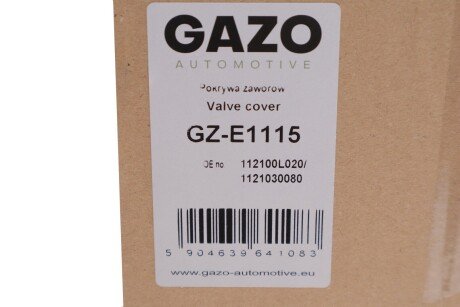 GAZO
AUTOMOTIVE
Pokrywa zaworów
Valve cover
GZ-E1115
OE no 112100L020/
1121030080
5 904639 641083
www.gazo-automotive.eu